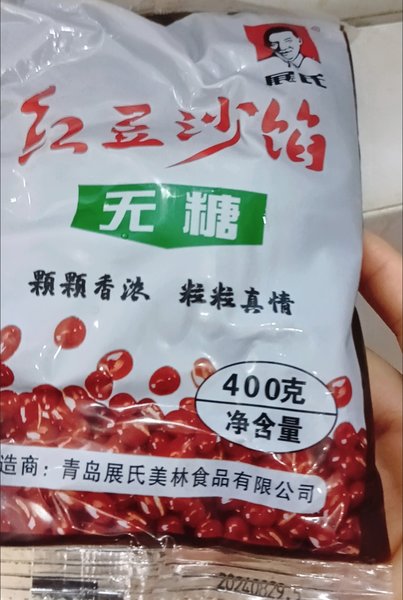 展氏
红豆沙馅
无糖
颗颗香浓 粒粒真情
400克
净含量
造商：青岛展氏美林食品有限公司
20240829